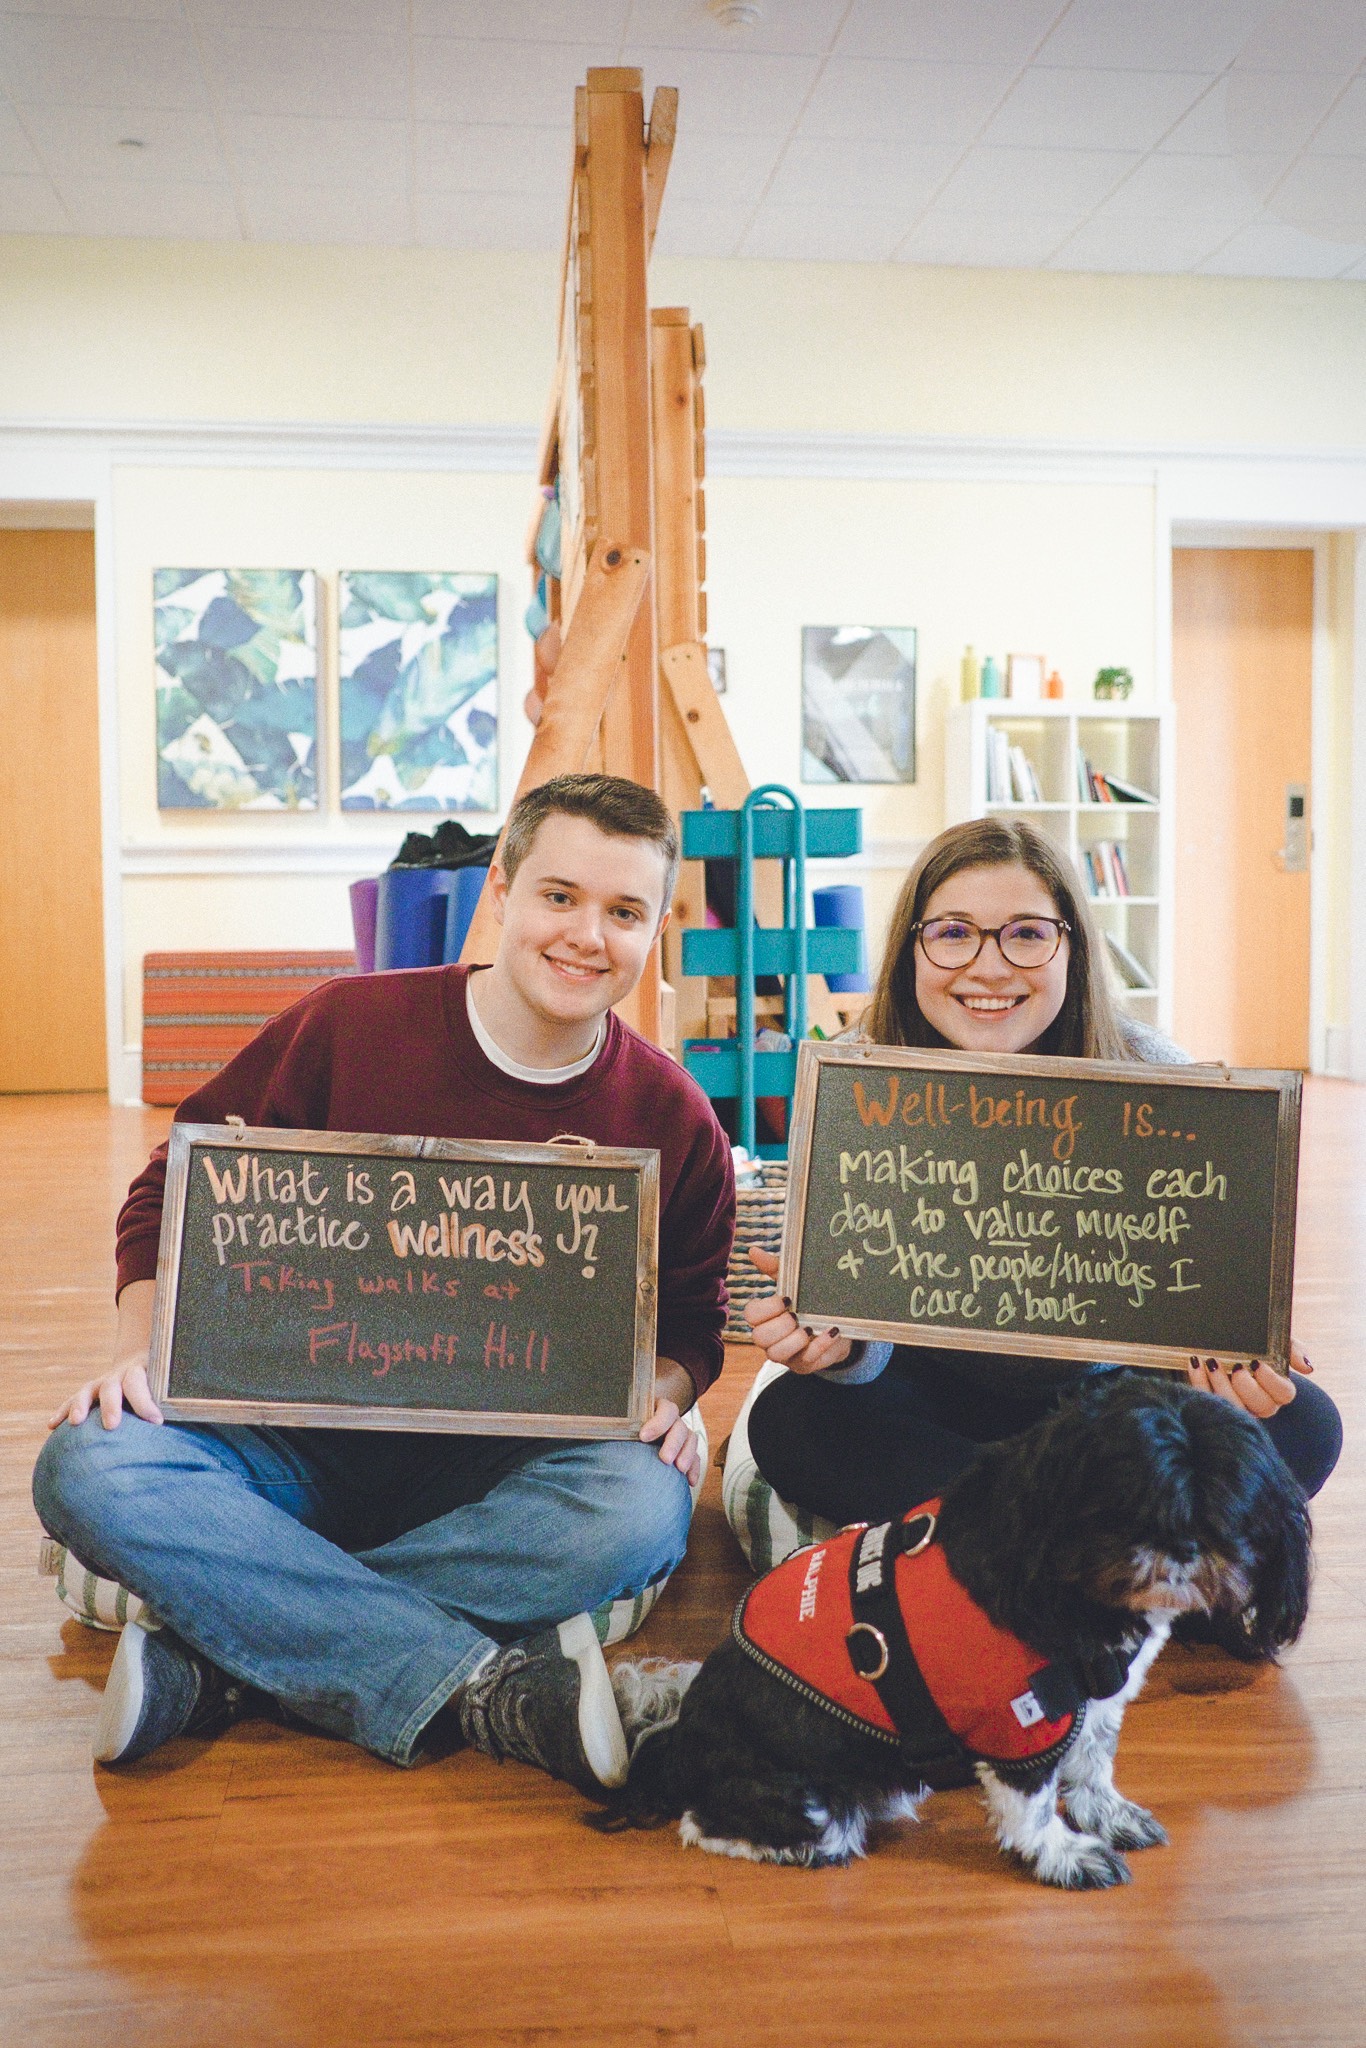 What is a way you
practice wellness?
Taking walks at
Flagstaff Hill
Well-being is...
Making choices each
day to value myself
+ the people/things I
care about.
RALPHIE